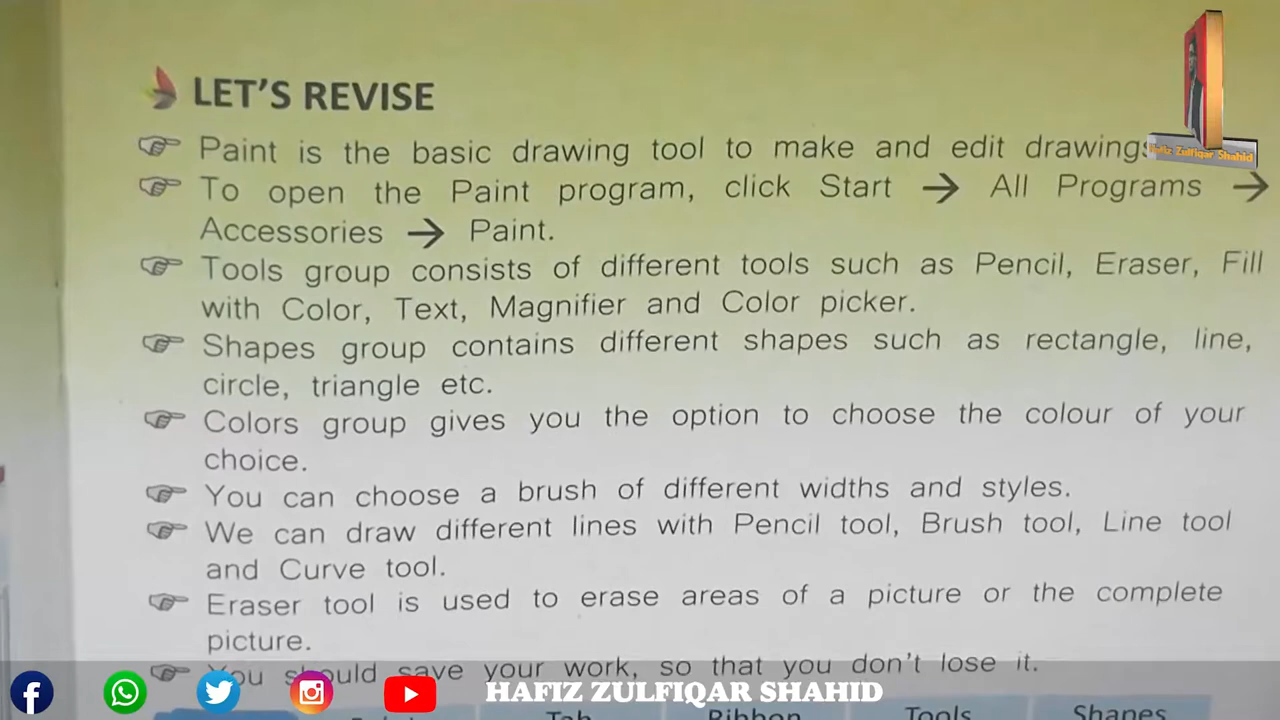 LET'S REVISE
Paint is the basic drawing tool to make and edit drawings
Hafiz Zulfiqar Shahid
To open the Paint program, click Start → All Programs →
Accessories → Paint.
Tools group consists of different tools such as Pencil, Eraser, Fill
with Color, Text, Magnifier and Color picker.
Shapes group contains different shapes such as rectangle, line,
circle, triangle etc.
Colors group gives you the option to choose the colour of your
choice.
You can choose a brush of different widths and styles.
We can draw different lines with Pencil tool, Brush tool, Line tool
and Curve tool.
Eraser tool is used to erase areas of a picture or the complete
picture.
You should save your work, so that you don't lose it.
HAFIZ ZULFIQAR SHAHID
Tab Ribbon Tools Shapes